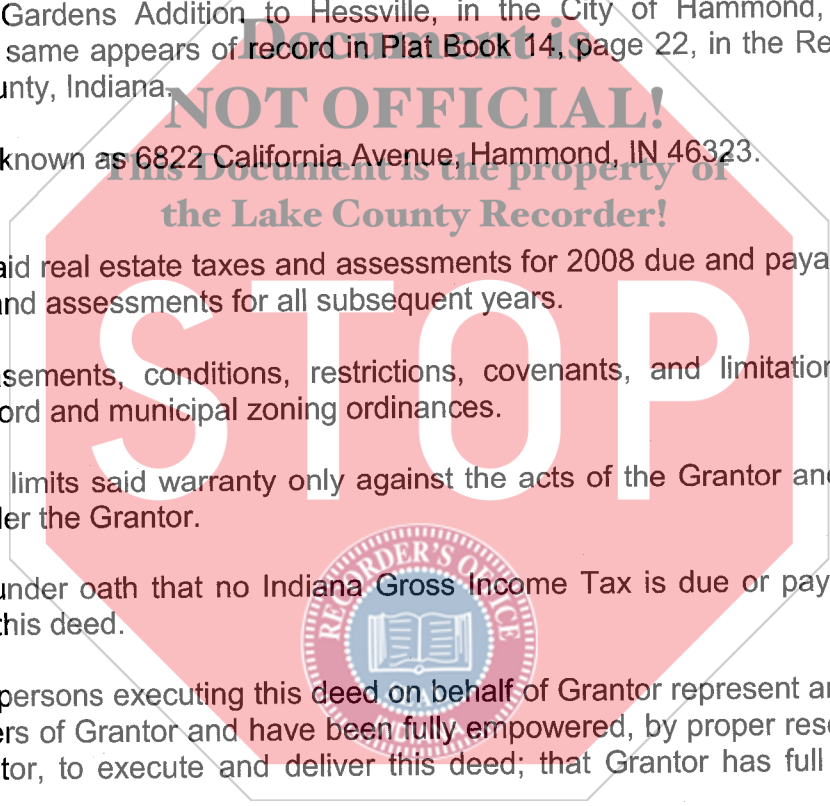 Gardens Addition to Hessville, in the City of Hammond,
Document is
same appears of record in Plat Book 14, page 22, in the Re
unty, Indiana.
NOT OFFICIAL!
known as 6822 California Avenue, Hammond, IN 46323.
This Document is the property of
the Lake County Recorder!
aid real estate taxes and assessments for 2008 due and paya
and assessments for all subsequent years.
STOP
sements, conditions, restrictions, covenants, and limitation
ord and municipal zoning ordinances.
limits said warranty only against the acts of the Grantor and
der the Grantor.
RECORDER'S OFFICE
under oath that no Indiana Gross Income Tax is due or pay
this deed.
persons executing this deed on behalf of Grantor represent an
ers of Grantor and have been fully empowered, by proper reso
tor, to execute and deliver this deed; that Grantor has full